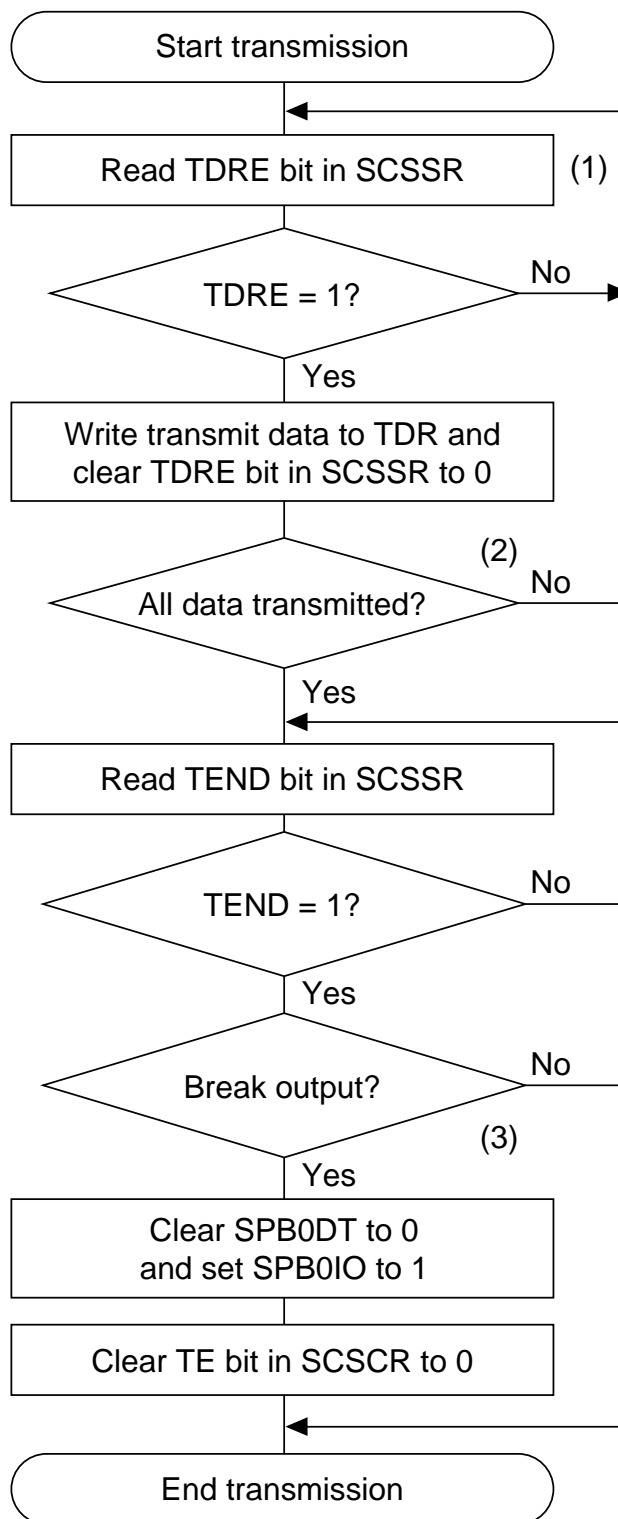 Start transmission
Read TDRE bit in SCSSR
(1)
TDRE = 1?
No
Yes
Write transmit data to TDR and
clear TDRE bit in SCSSR to 0
(2)
All data transmitted?
No
Yes
Read TEND bit in SCSSR
TEND = 1?
No
Yes
Break output?
No
(3)
Yes
Clear SPB0DT to 0
and set SPB0IO to 1
Clear TE bit in SCSCR to 0
End transmission